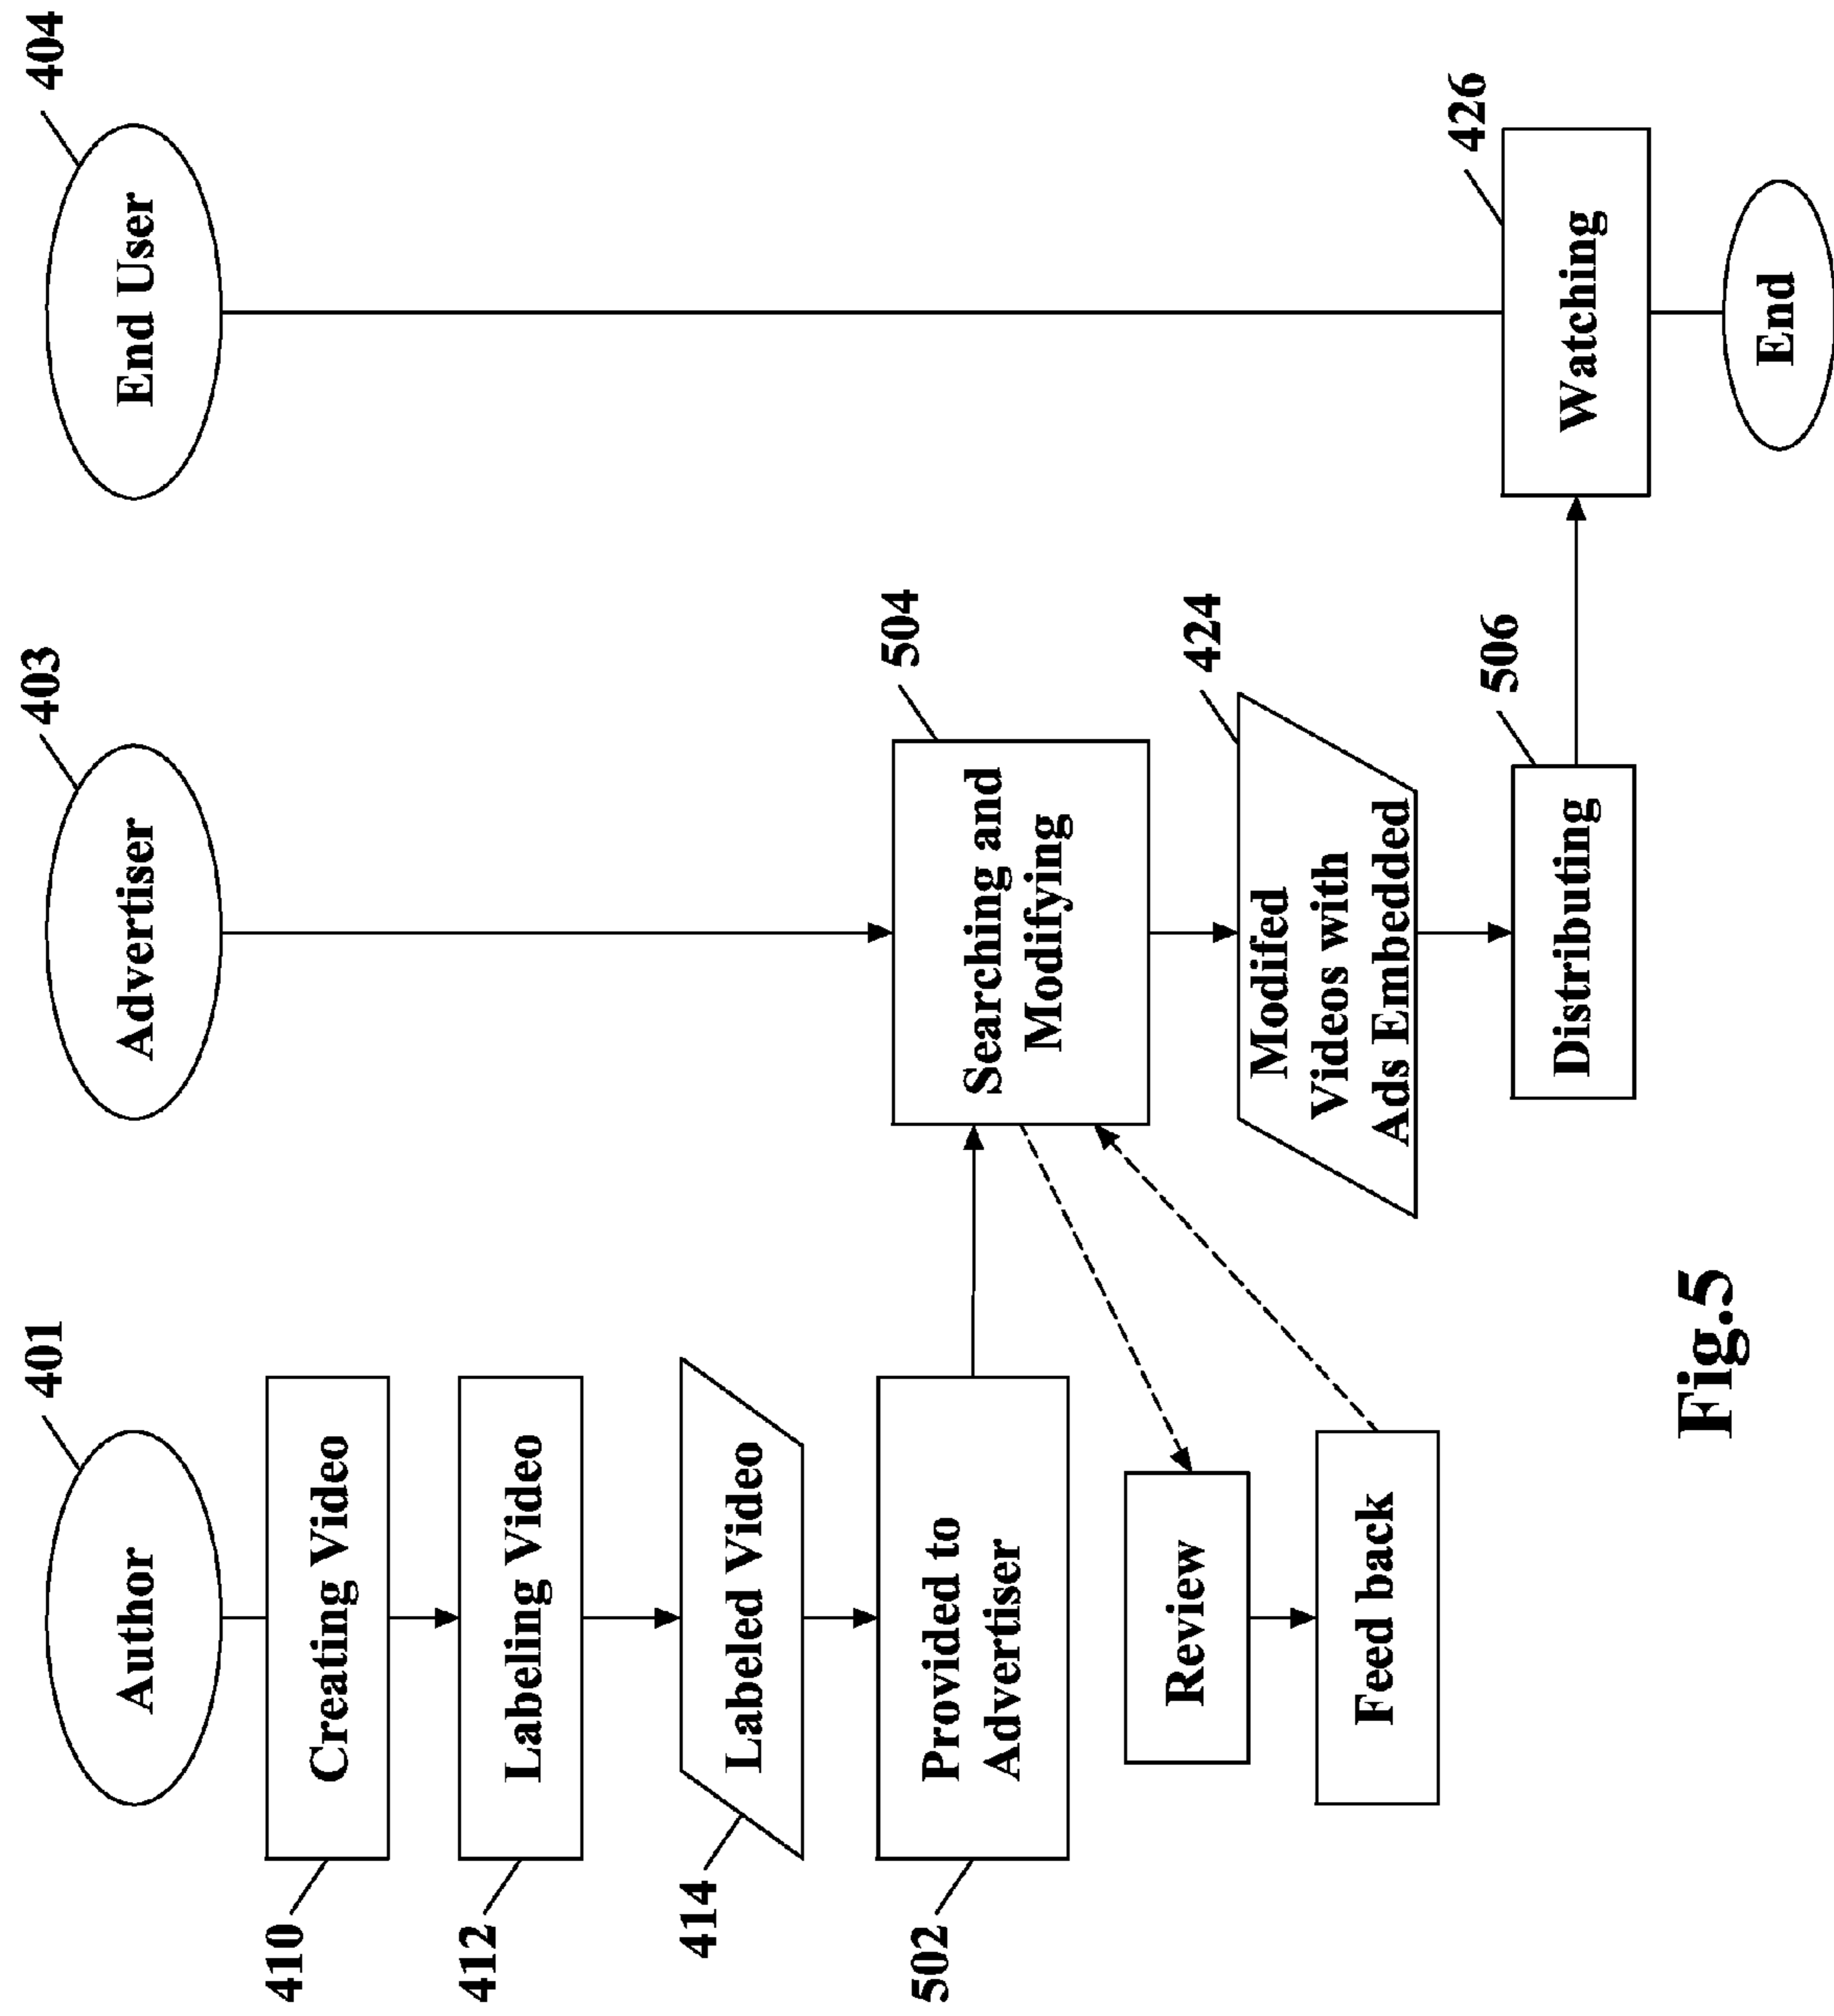 401
Author
403
Advertiser
404
End User
410
Creating Video
412
Labeling Video
414
Labeled Video
502
Provided to
Advertiser
504
Searching and
Modifying
Review
Feed back
424
Modifed
Videos with
Ads Embedded
506
Distributing
426
Watching
End
Fig.5